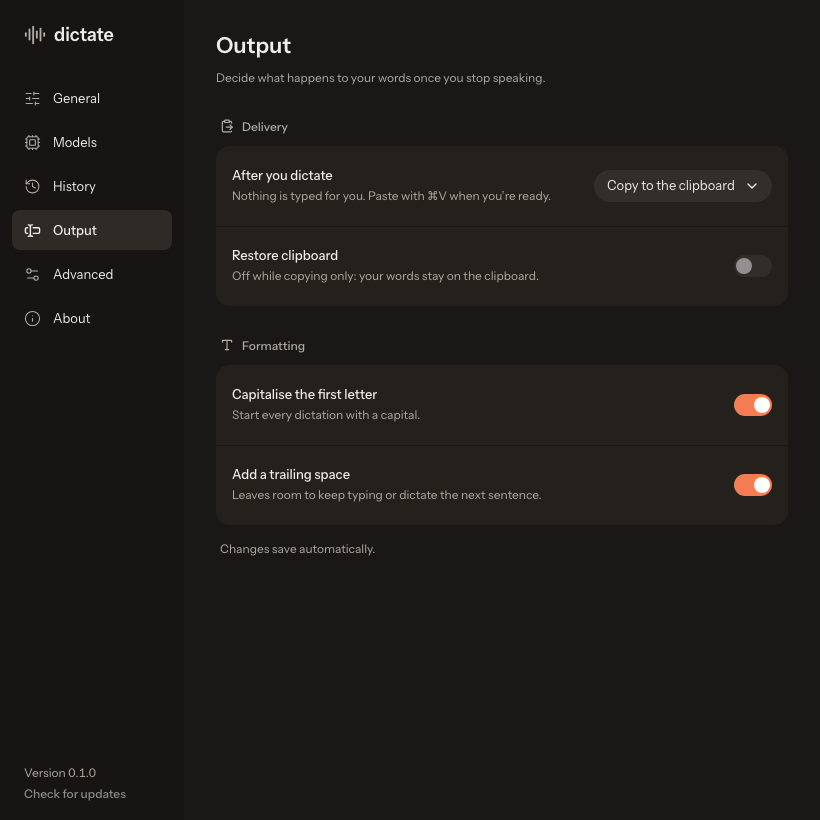 dictate
General
Models
History
Output
Advanced
About
Version 0.1.0
Check for updates
Output
Decide what happens to your words once you stop speaking.
Delivery
After you dictate
Nothing is typed for you. Paste with ⌘V when you're ready.
Copy to the clipboard
Restore clipboard
Off while copying only: your words stay on the clipboard.
Formatting
Capitalise the first letter
Start every dictation with a capital.
Add a trailing space
Leaves room to keep typing or dictate the next sentence.
Changes save automatically.